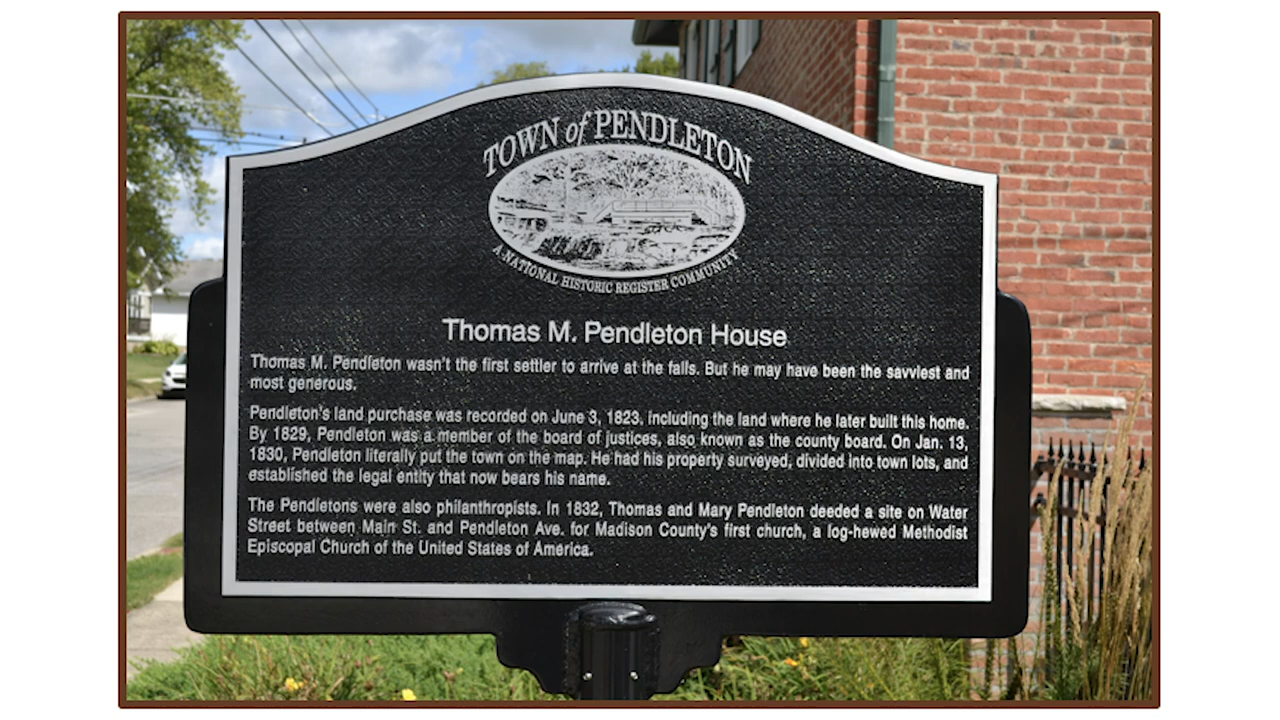 TOWN of PENDLETON
A NATIONAL HISTORIC REGISTER COMMUNITY
Thomas M. Pendleton House
Thomas M. Pendleton wasn't the first settler to arrive at the falls. But he may have been the savviest and
most generous.
Pendleton's land purchase was recorded on June 3, 1823, including the land where he later built this home.
By 1829, Pendleton was a member of the board of justices, also known as the county board. On Jan. 13,
1830, Pendleton literally put the town on the map. He had his property surveyed, divided into town lots, and
established the legal entity that now bears his name.
The Pendletons were also philanthropists. In 1832, Thomas and Mary Pendleton deeded a site on Water
Street between Main St. and Pendleton Ave. for Madison County's first church, a log-hewed Methodist
Episcopal Church of the United States of America.